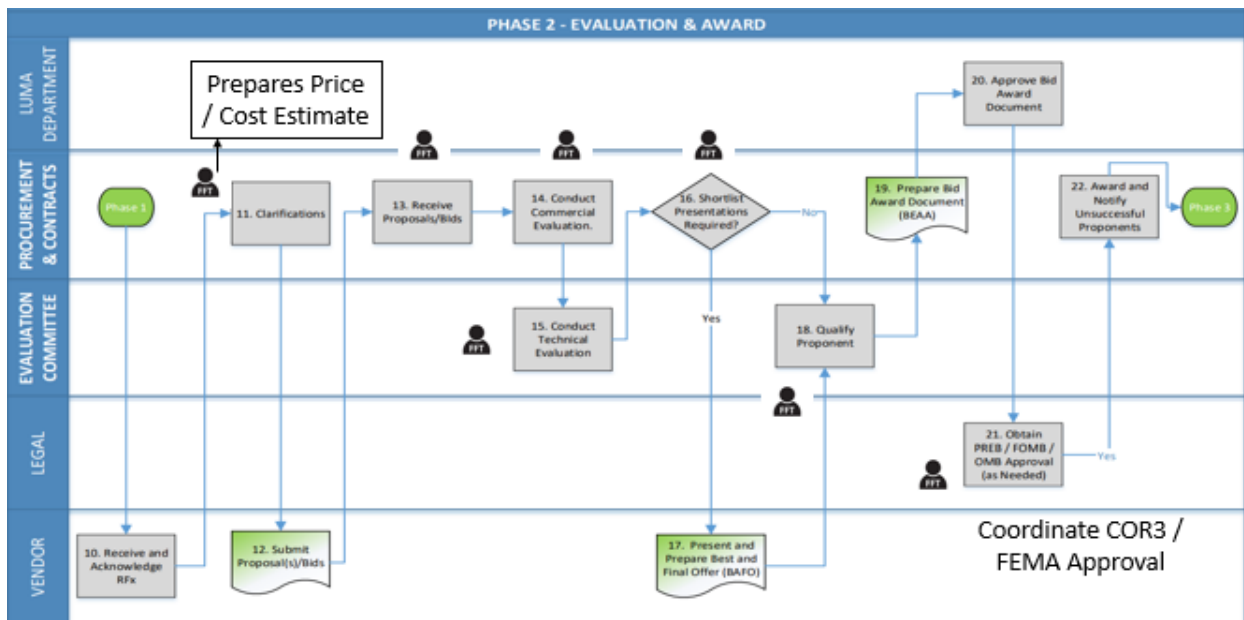 PHASE 2 - EVALUATION & AWARD
LUMA
DEPARTMENT
Prepares Price
/ Cost Estimate
20. Approve Bid
Award
Document
FFT
FFT
FFT
PROCUREMENT
& CONTRACTS
Phase 1
FFT
11. Clarifications
13. Receive
Proposals/Bids
14. Conduct
Commercial
Evaluation.
16. Shortlist
Presentations
Required?
No
19. Prepare Bid
Award Document
(BEAA)
22. Award and
Notify
Unsuccessful
Proponents
Phase 3
EVALUATION
COMMITTEE
FFT
15. Conduct
Technical
Evaluation
Yes
18. Qualify
Proponent
FFT
LEGAL
FFT
21. Obtain
PREB / FOMB /
OMB Approval
(as Needed)
Yes
VENDOR
10. Receive and
Acknowledge
RFx
12. Submit
Proposal(s)/Bids
17. Present and
Prepare Best and
Final Offer (BAFO)
Coordinate COR3 /
FEMA Approval